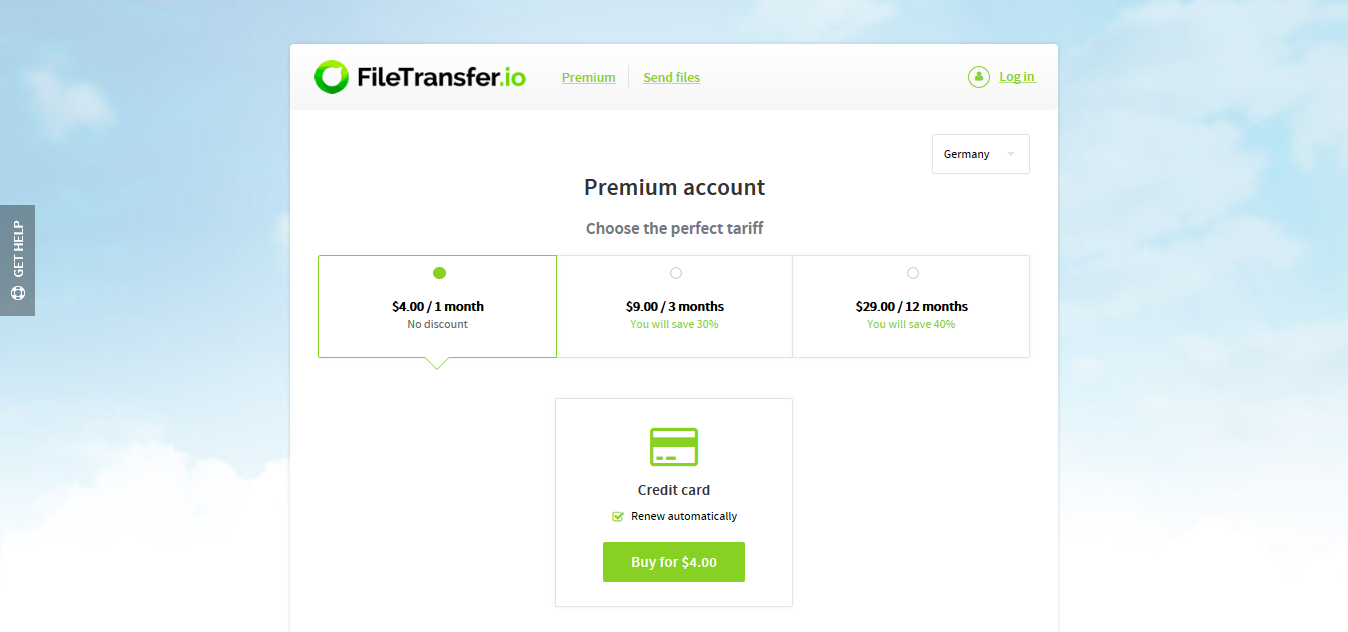 FileTransfer.io
Premium
Send files
Log in
Germany
Premium account
Choose the perfect tariff
GET HELP
$4.00 / 1 month
No discount
$9.00 / 3 months
You will save 30%
$29.00 / 12 months
You will save 40%
Credit card
Renew automatically
Buy for $4.00